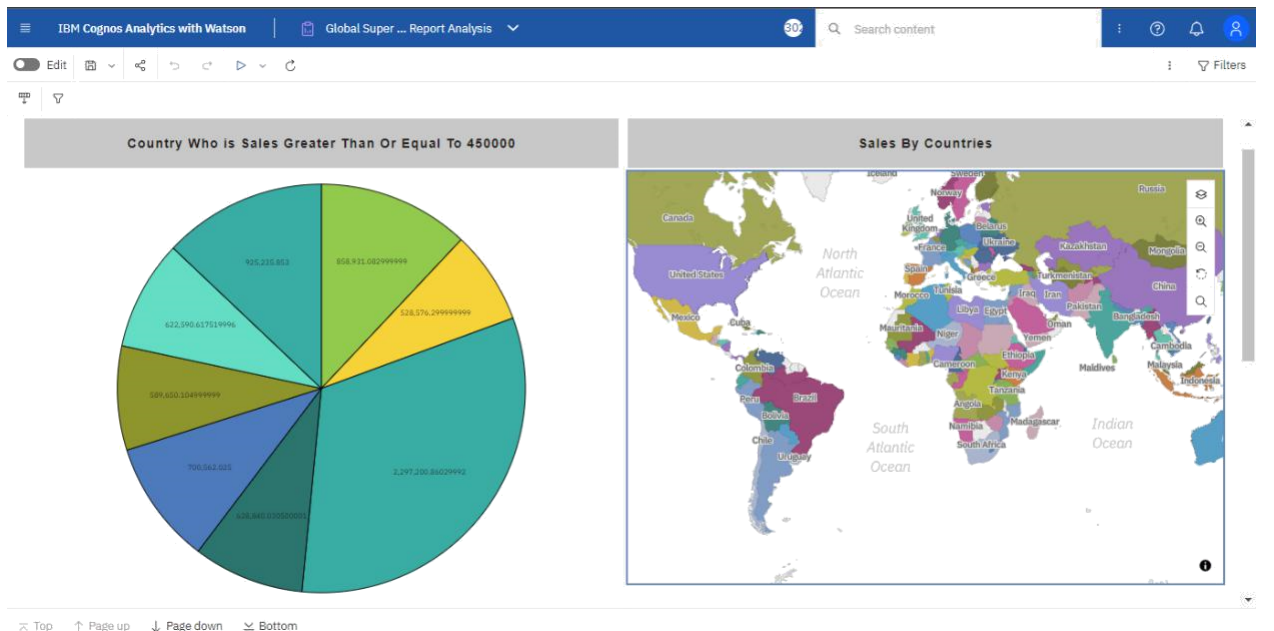 IBM Cognos Analytics with Watson
Global Super ... Report Analysis
302
Search content
Edit
Filters
Country Who is Sales Greater Than Or Equal To 450000
Sales By Countries
925,235.853
858,931.082999999
528,576.299999999
622,590.617519996
589,650.104999999
2,297,200.86029992
700,562.025
628,840.030500001
Iceland
Sweden
Norway
Russia
Canada
United
Kingdom
Belarus
France
Ukraine
Kazakhstan
Mongolia
North
Atlantic
Ocean
United States
Spain
Greece
Turkmenistan
Morocco
Tunisia
Iraq
Iran
China
Pakistan
Mexico
Cuba
Libya
Egypt
Bangladesh
Mauritania
Niger
Oman
Yemen
Cambodia
Colombia
Cameroon
Ethiopia
Maldives
Malaysia
Kenya
Indonesia
Peru
Brazil
Tanzania
Bolivia
Angola
Chile
South
Atlantic
Ocean
Namibia
Madagascar
Indian
Ocean
South Africa
Uruguay
Top
Page up
Page down
Bottom